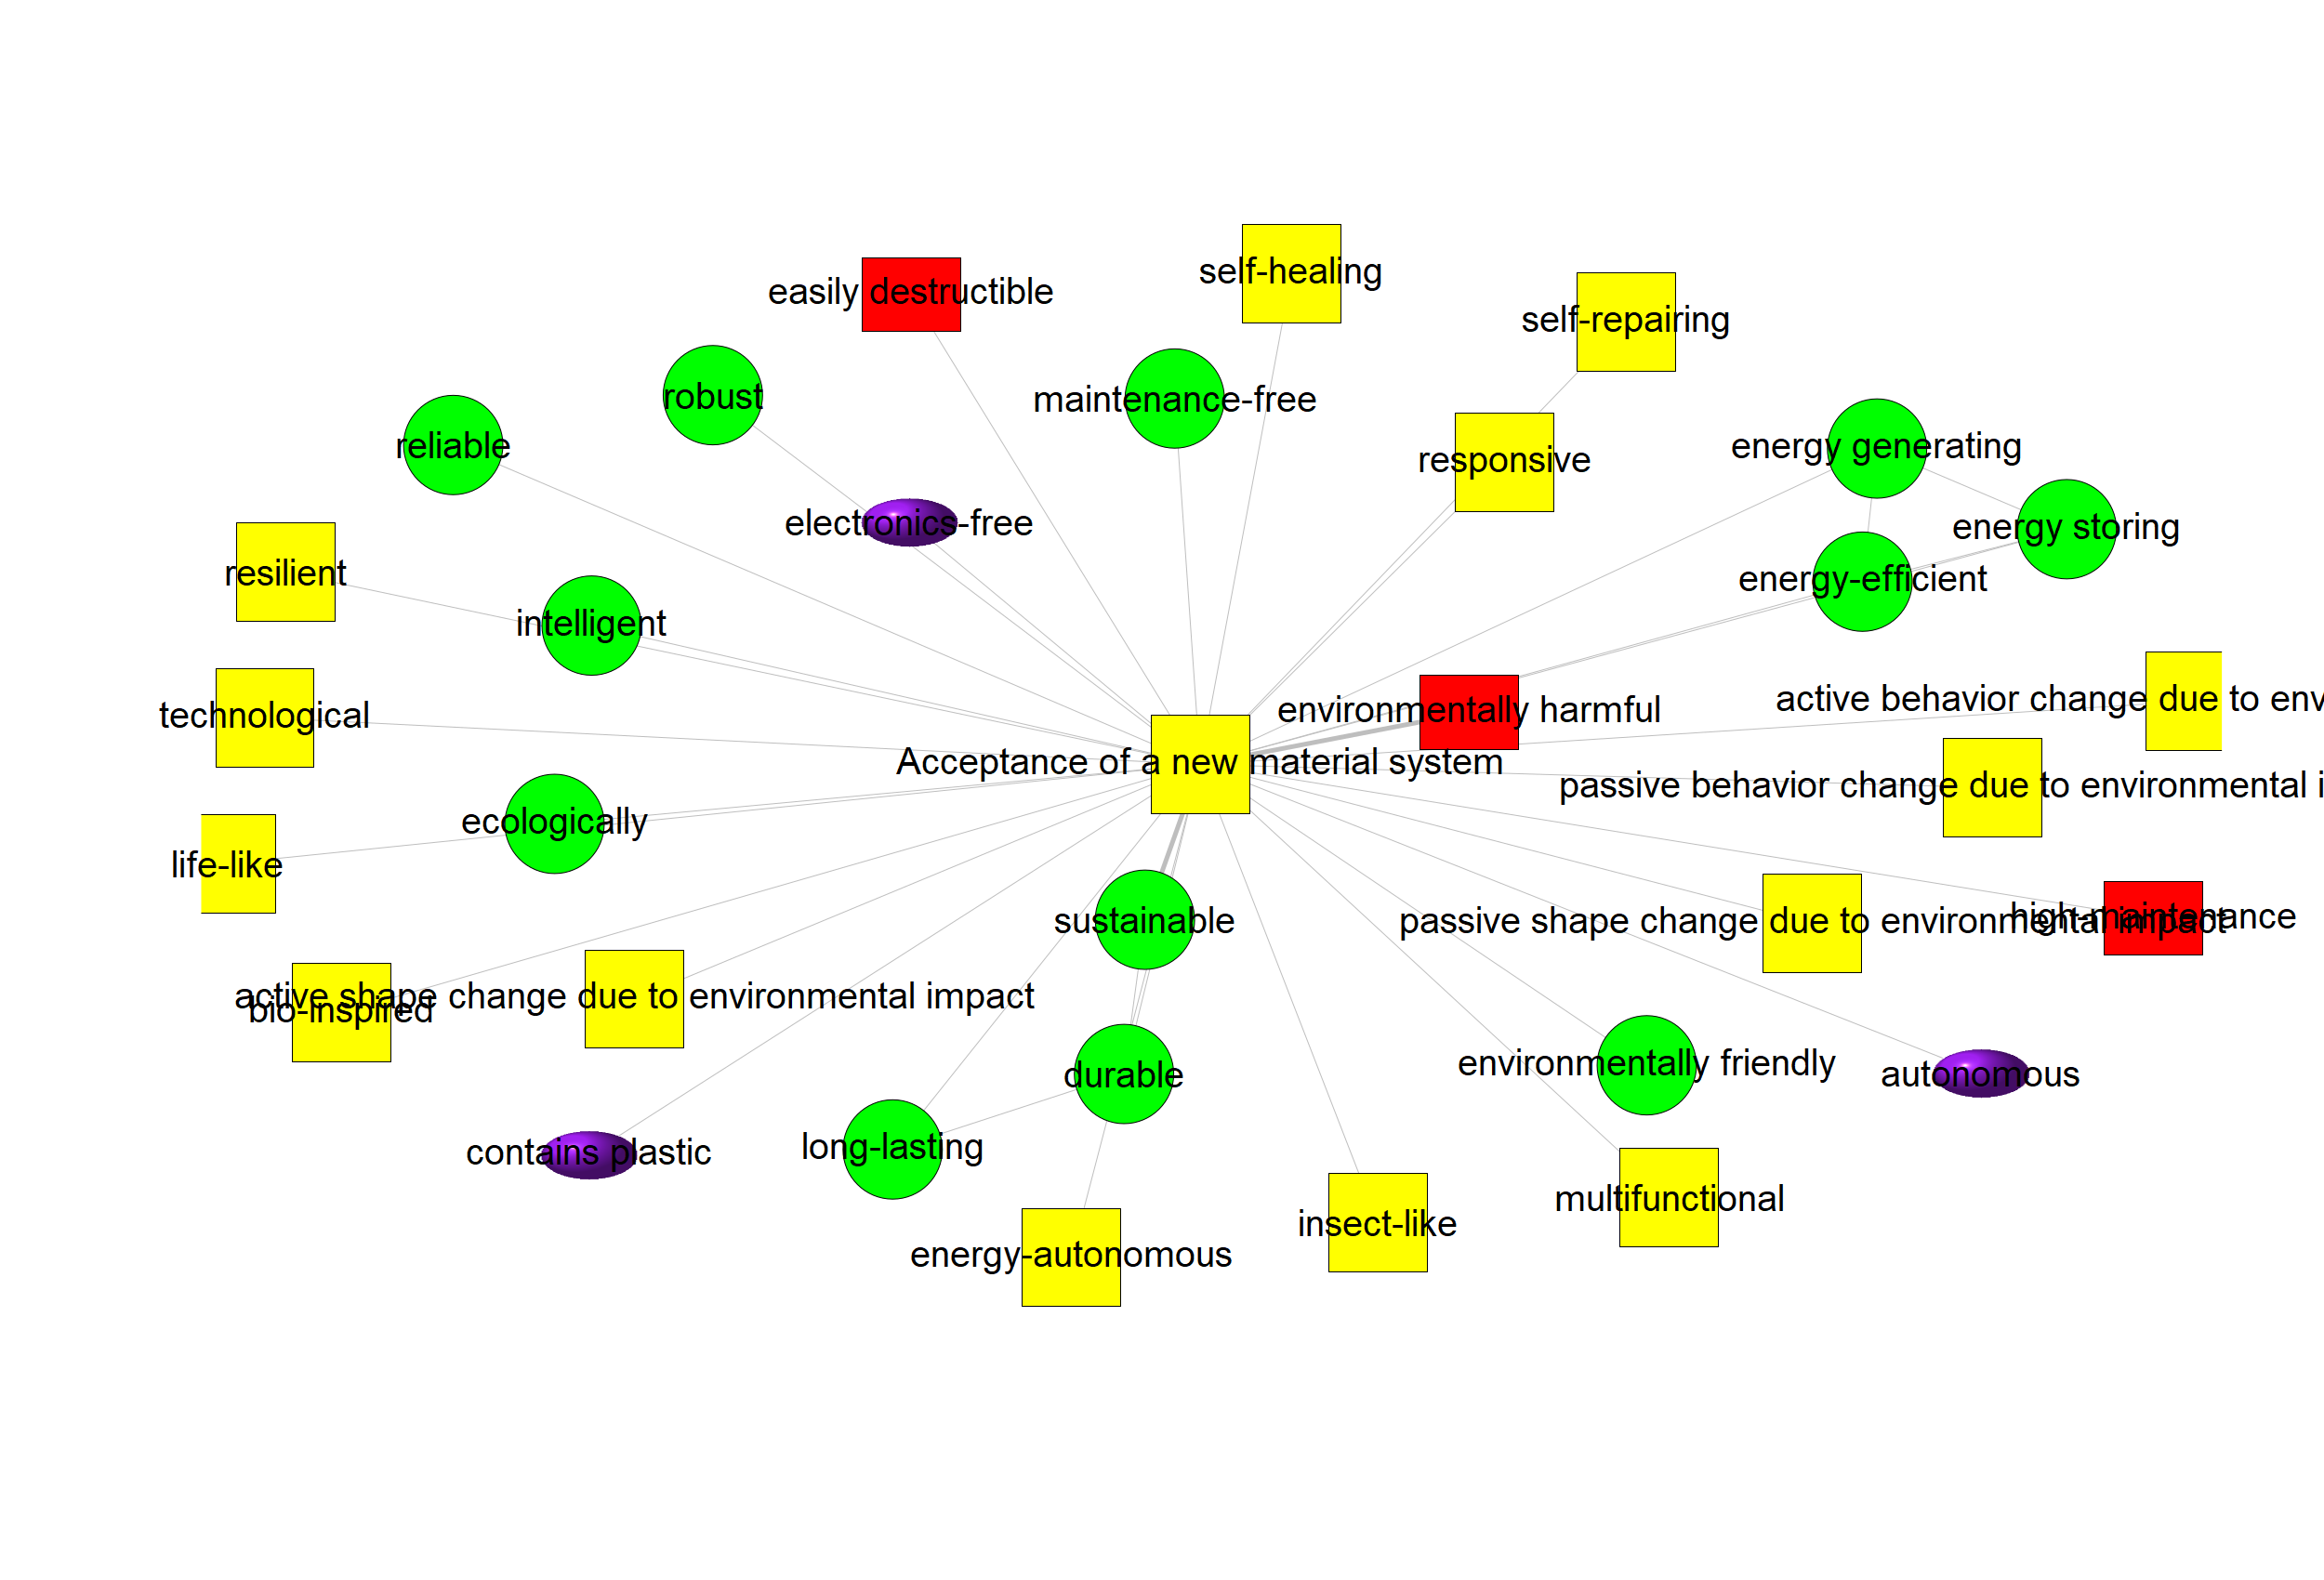 self-healing
easily destructible
self-repairing
robust
maintenance-free
reliable
energy generating
responsive
electronics-free
energy storing
resilient
energy-efficient
intelligent
active behavior change due to env
environmentally harmful
technological
Acceptance of a new material system
passive behavior change due to environmental i
ecologically
life-like
high-maintenance
sustainable
passive shape change due to environmental impact
active shape change due to environmental impact
bio-inspired
environmentally friendly
durable
autonomous
long-lasting
contains plastic
multifunctional
insect-like
energy-autonomous